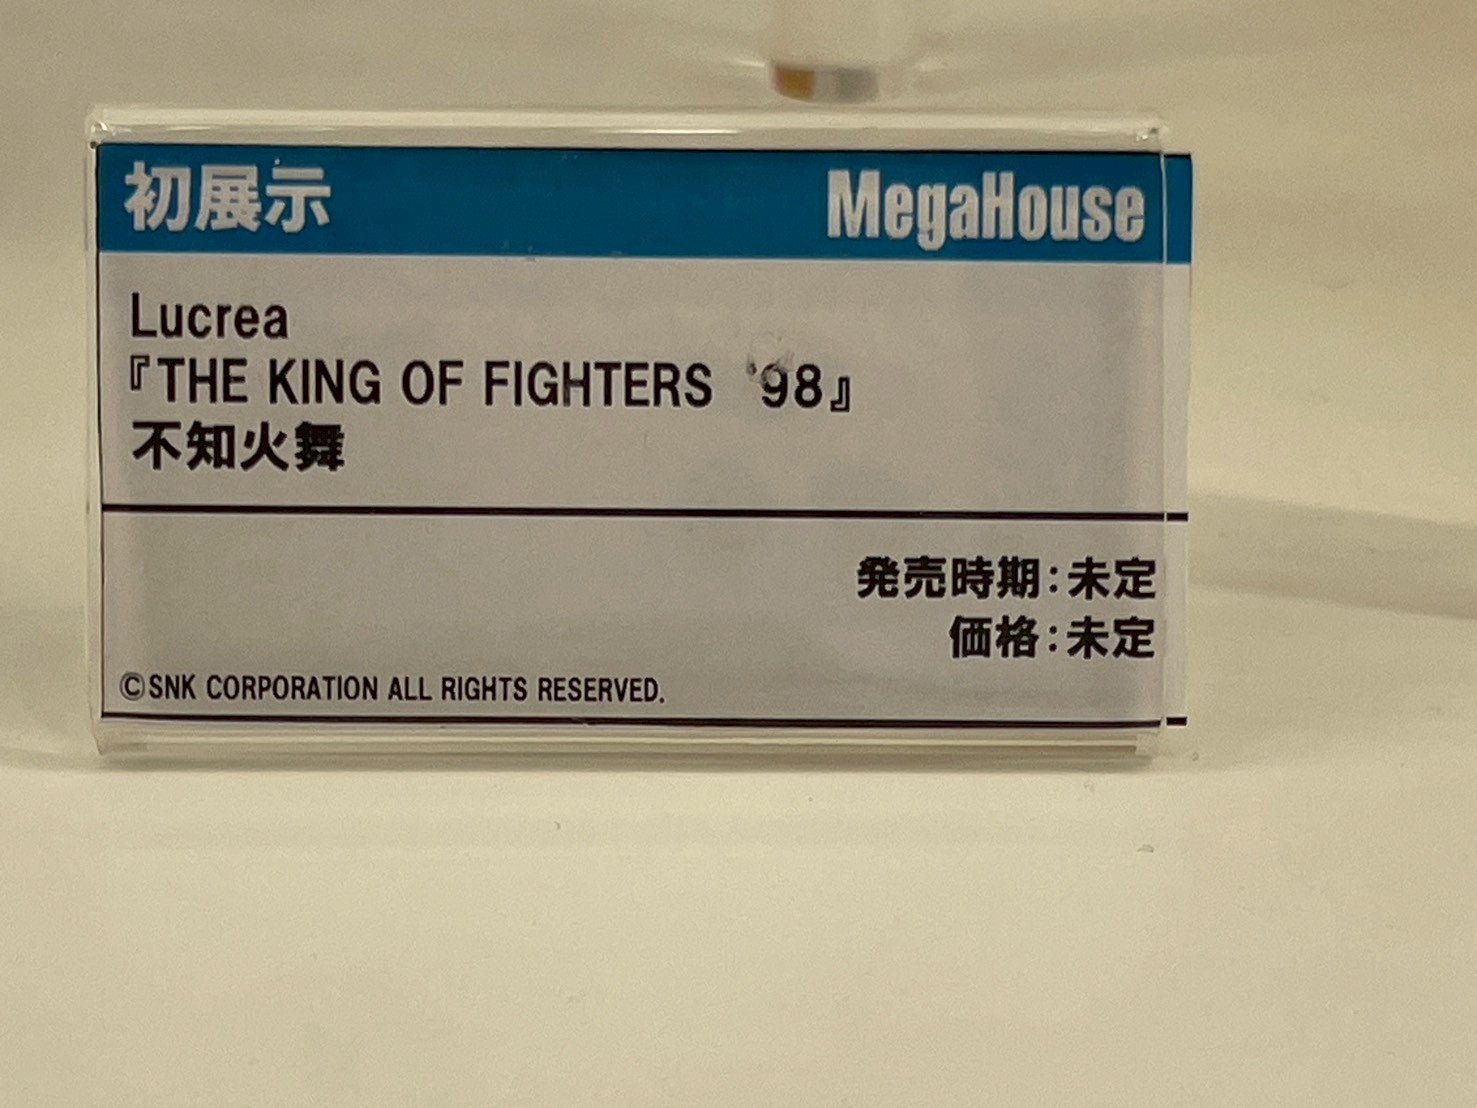 初展示 MegaHouse
Lucrea
『THE KING OF FIGHTERS '98』
不知火舞
発売時期：未定
価格：未定
©SNK CORPORATION ALL RIGHTS RESERVED.